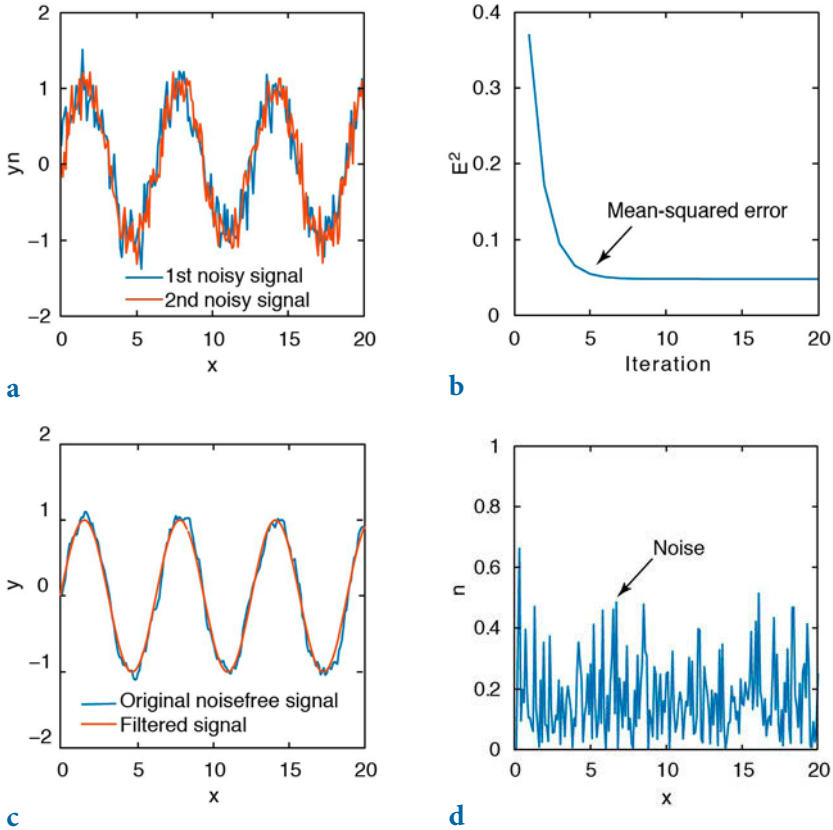 2
1
0
−1
−2
yn
1st noisy signal
2nd noisy signal
0 5 10 15 20
x
a
0.4
0.3
0.2
0.1
0
E2
Mean-squared error
0 5 10 15 20
Iteration
b
2
1
0
−1
−2
y
Original noisefree signal
Filtered signal
0 5 10 15 20
x
c
1
0.8
0.6
0.4
0.2
0
n
Noise
0 5 10 15 20
x
d